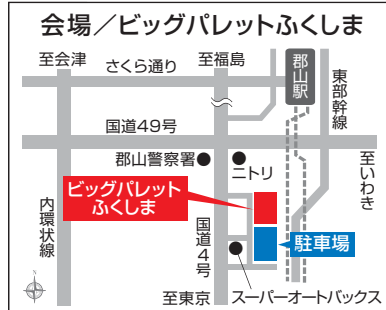 会場／ビッグパレットふくしま
至会津
さくら通り
至福島
郡山駅
東部幹線
国道49号
郡山警察署
ニトリ
至いわき
ビッグパレット
ふくしま
内環状線
国道4号
駐車場
N
至東京
スーパーオートバックス